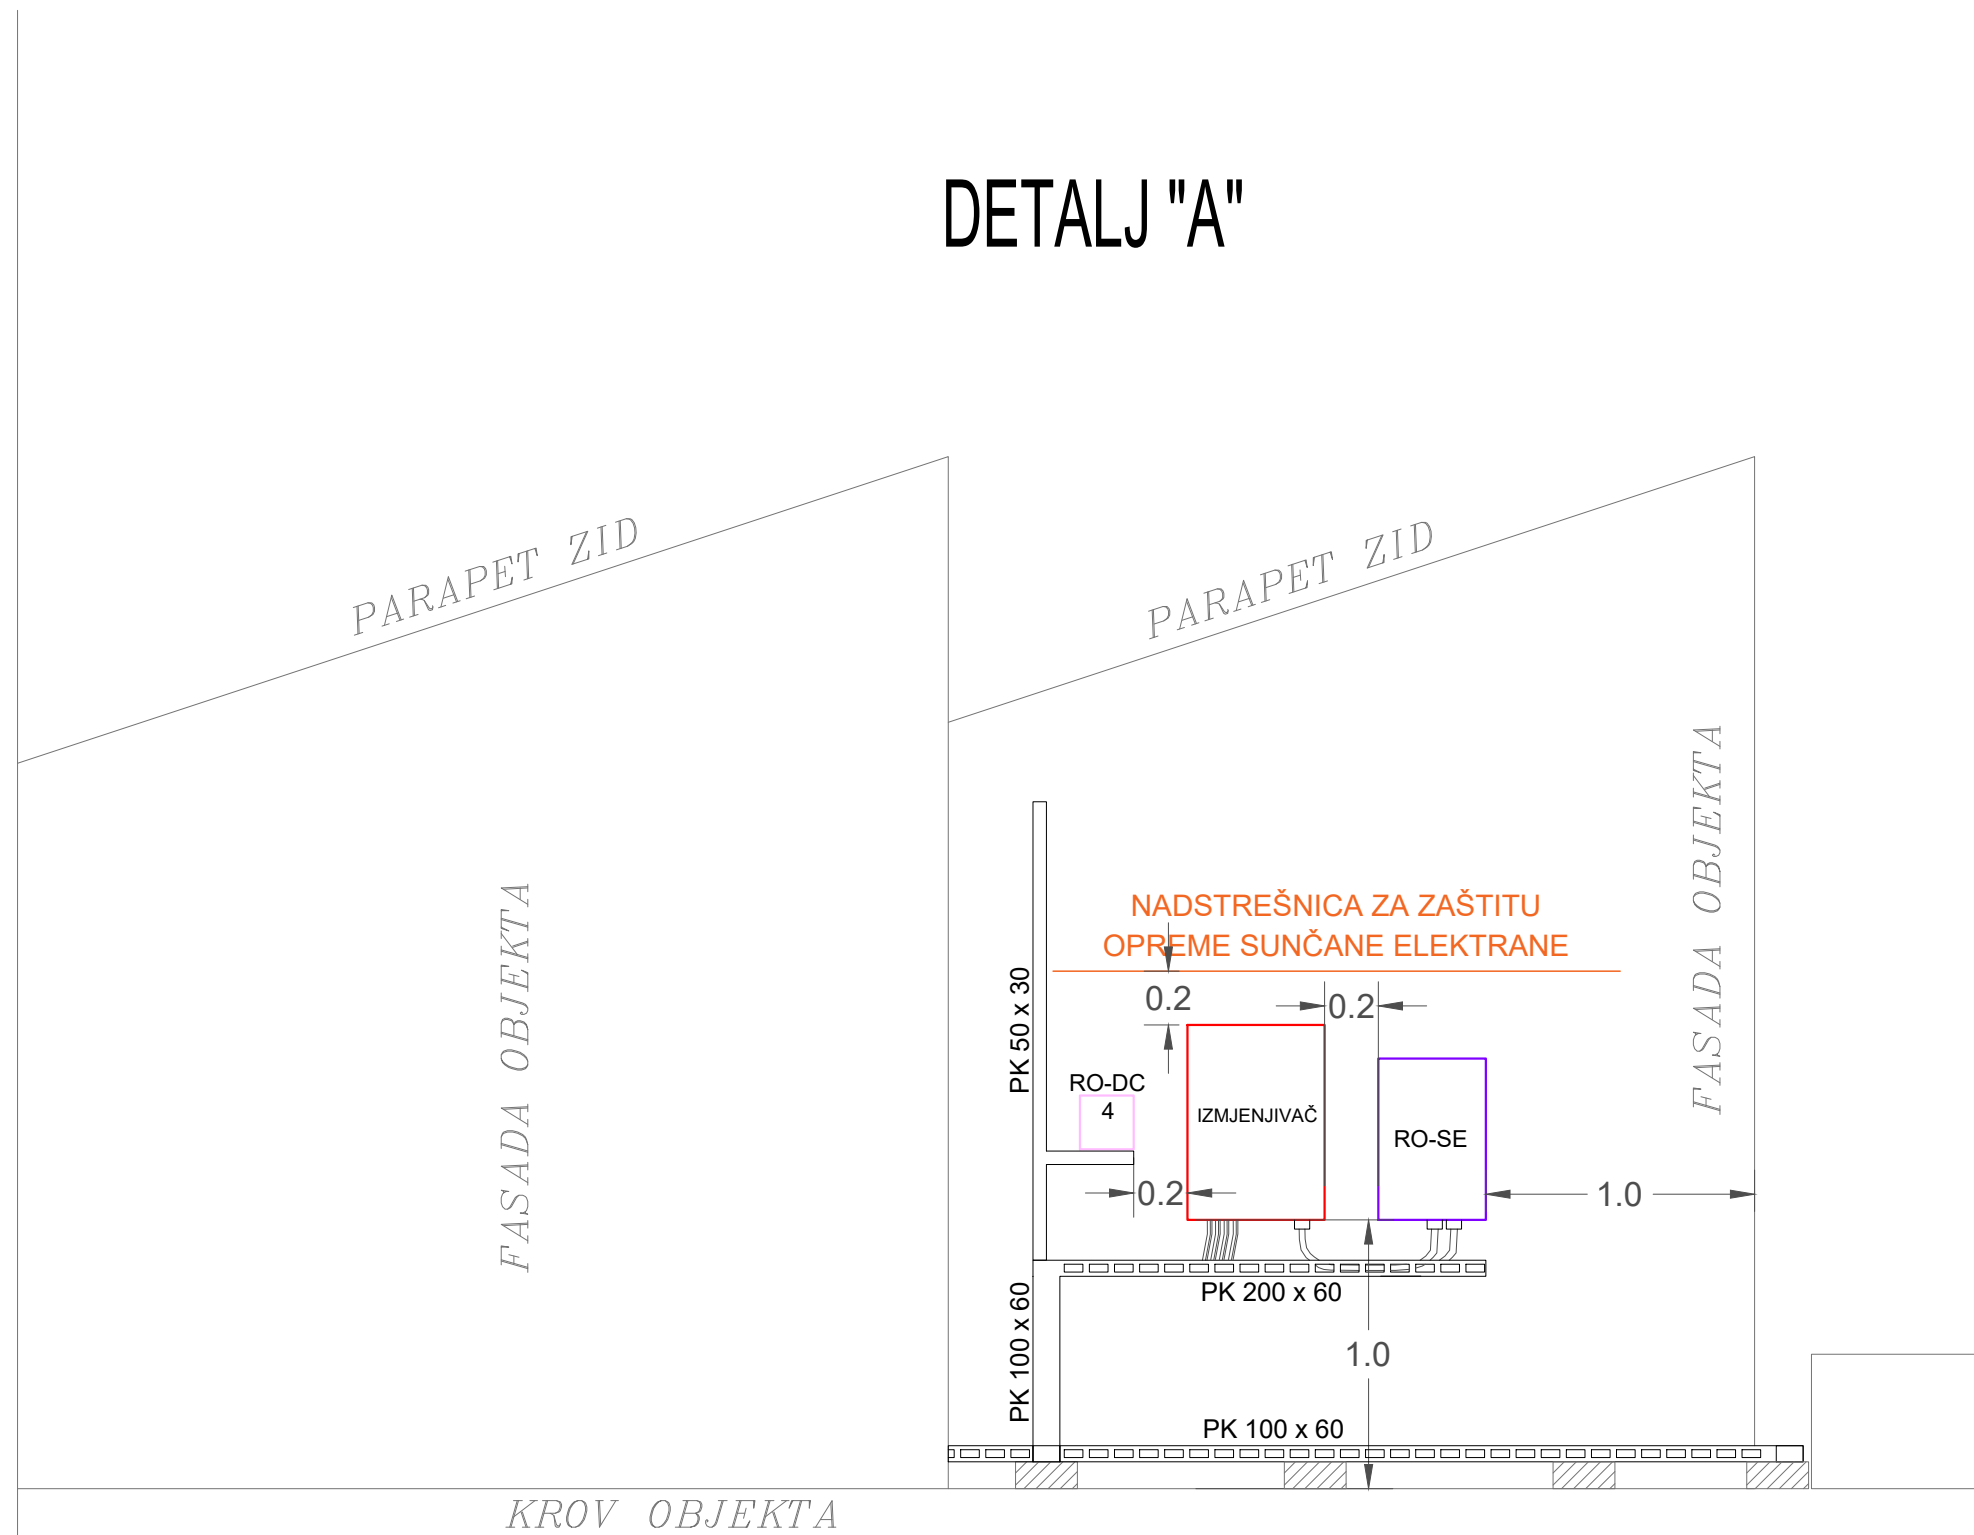 DETALJ "A"
PARAPET ZID
PARAPET ZID
FASADA OBJEKTA
FASADA OBJEKTA
NADSTREŠNICA ZA ZAŠTITU
OPREME SUNČANE ELEKTRANE
PK 50 x 30
0.2
0.2
RO-DC
4
IZMJENJIVAČ
RO-SE
0.2
1.0
PK 200 x 60
PK 100 x 60
1.0
PK 100 x 60
KROV OBJEKTA